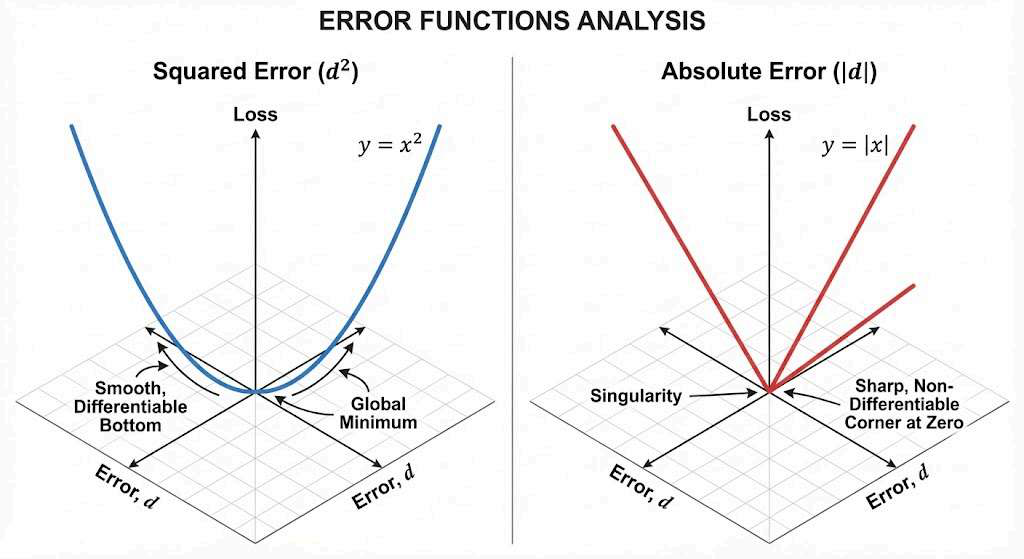 ERROR FUNCTIONS ANALYSIS
Squared Error (d²)
Loss
y = x²
Smooth,
Differentiable
Bottom
Global
Minimum
Error, d
Error, d
Absolute Error (|d|)
Loss
y = |x|
Singularity
Sharp, Non-
Differentiable
Corner at Zero
Error, d
Error, d